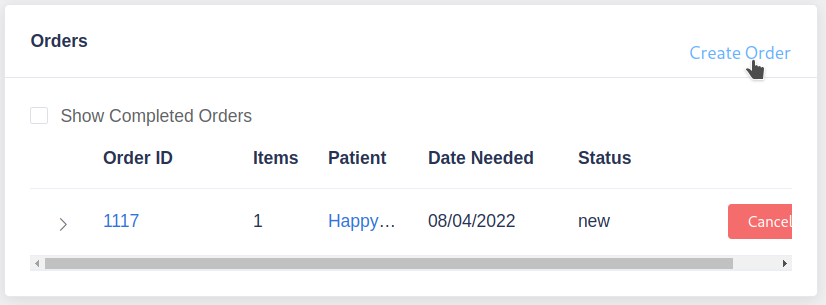 Orders
Create Order
Show Completed Orders
Order ID Items Patient Date Needed Status
1117 1 Happy... 08/04/2022 new Cancel